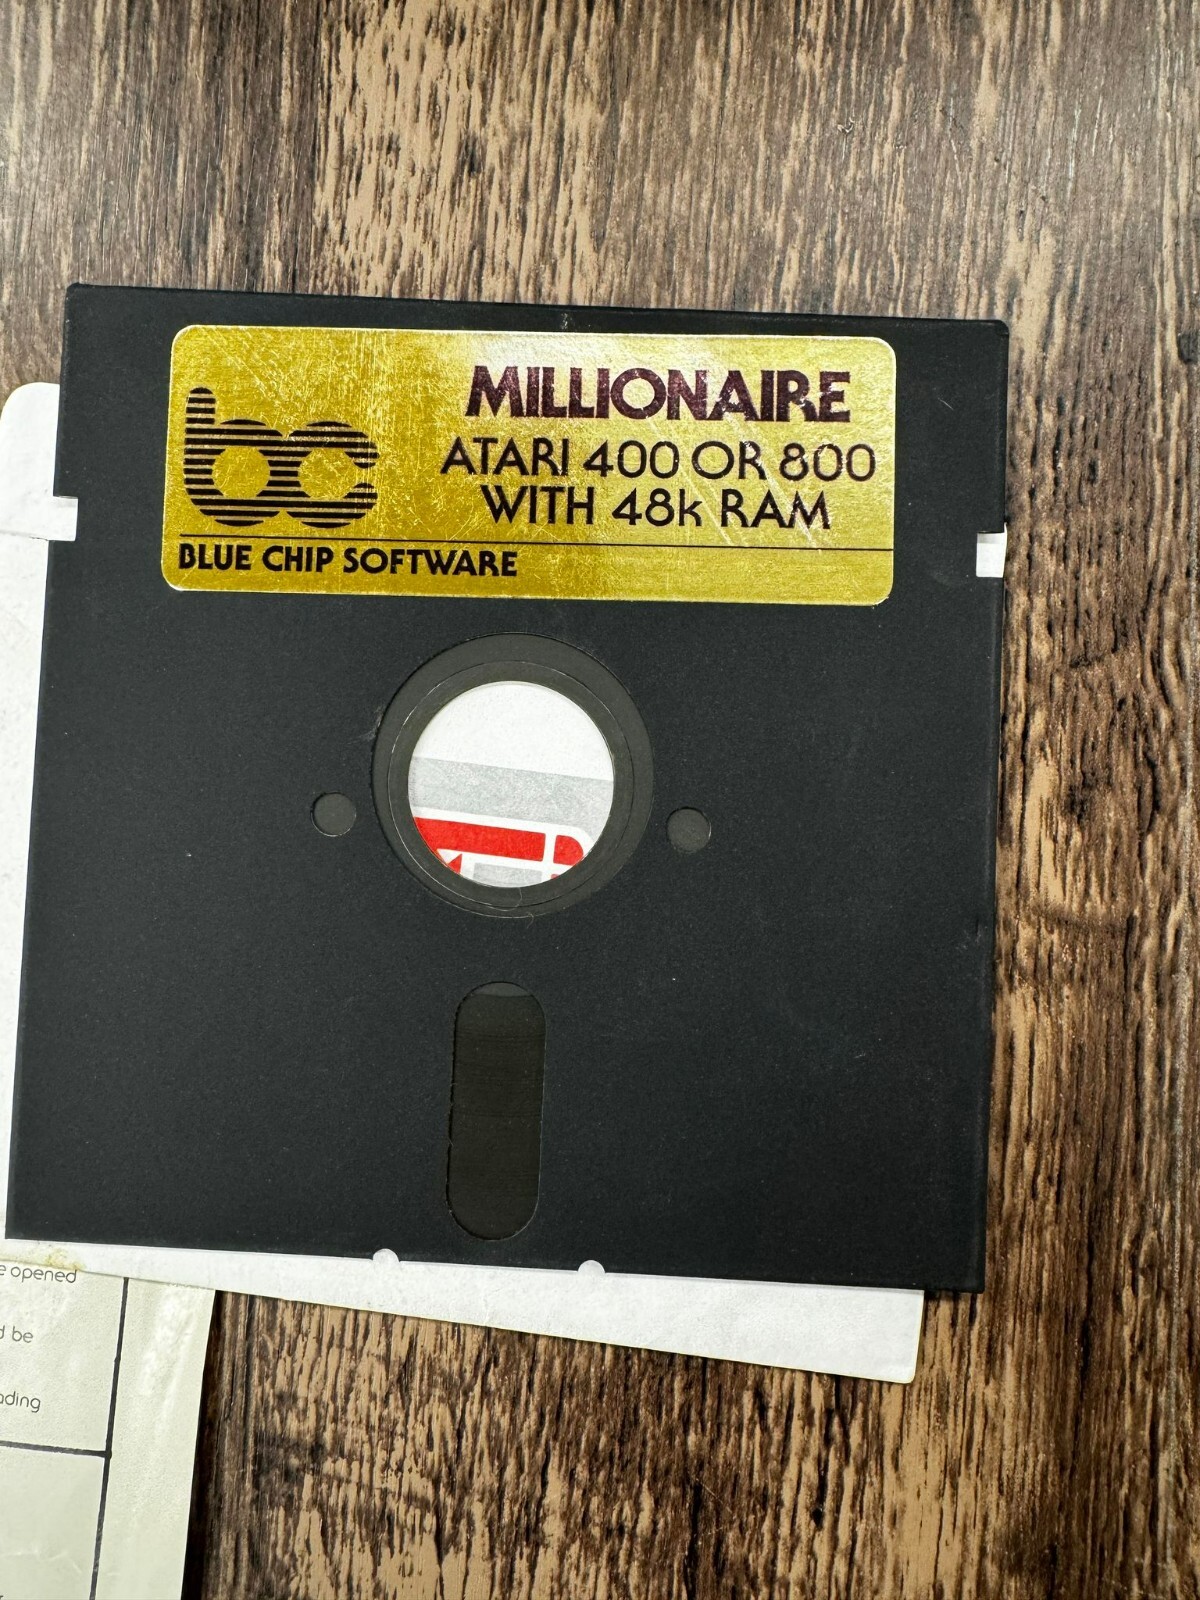 bc
MILLIONAIRE
ATARI 400 OR 800
WITH 48k RAM
BLUE CHIP SOFTWARE
e opened
d be
ading